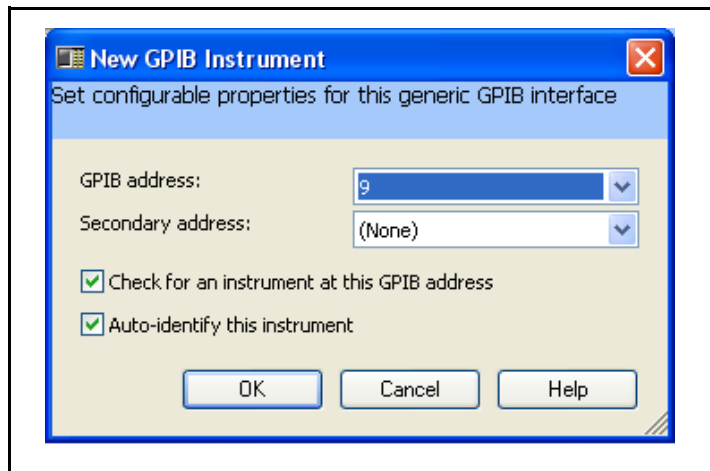 New GPIB Instrument
Set configurable properties for this generic GPIB interface
GPIB address: 9
Secondary address: (None)
Check for an instrument at this GPIB address
Auto-identify this instrument
OK Cancel Help